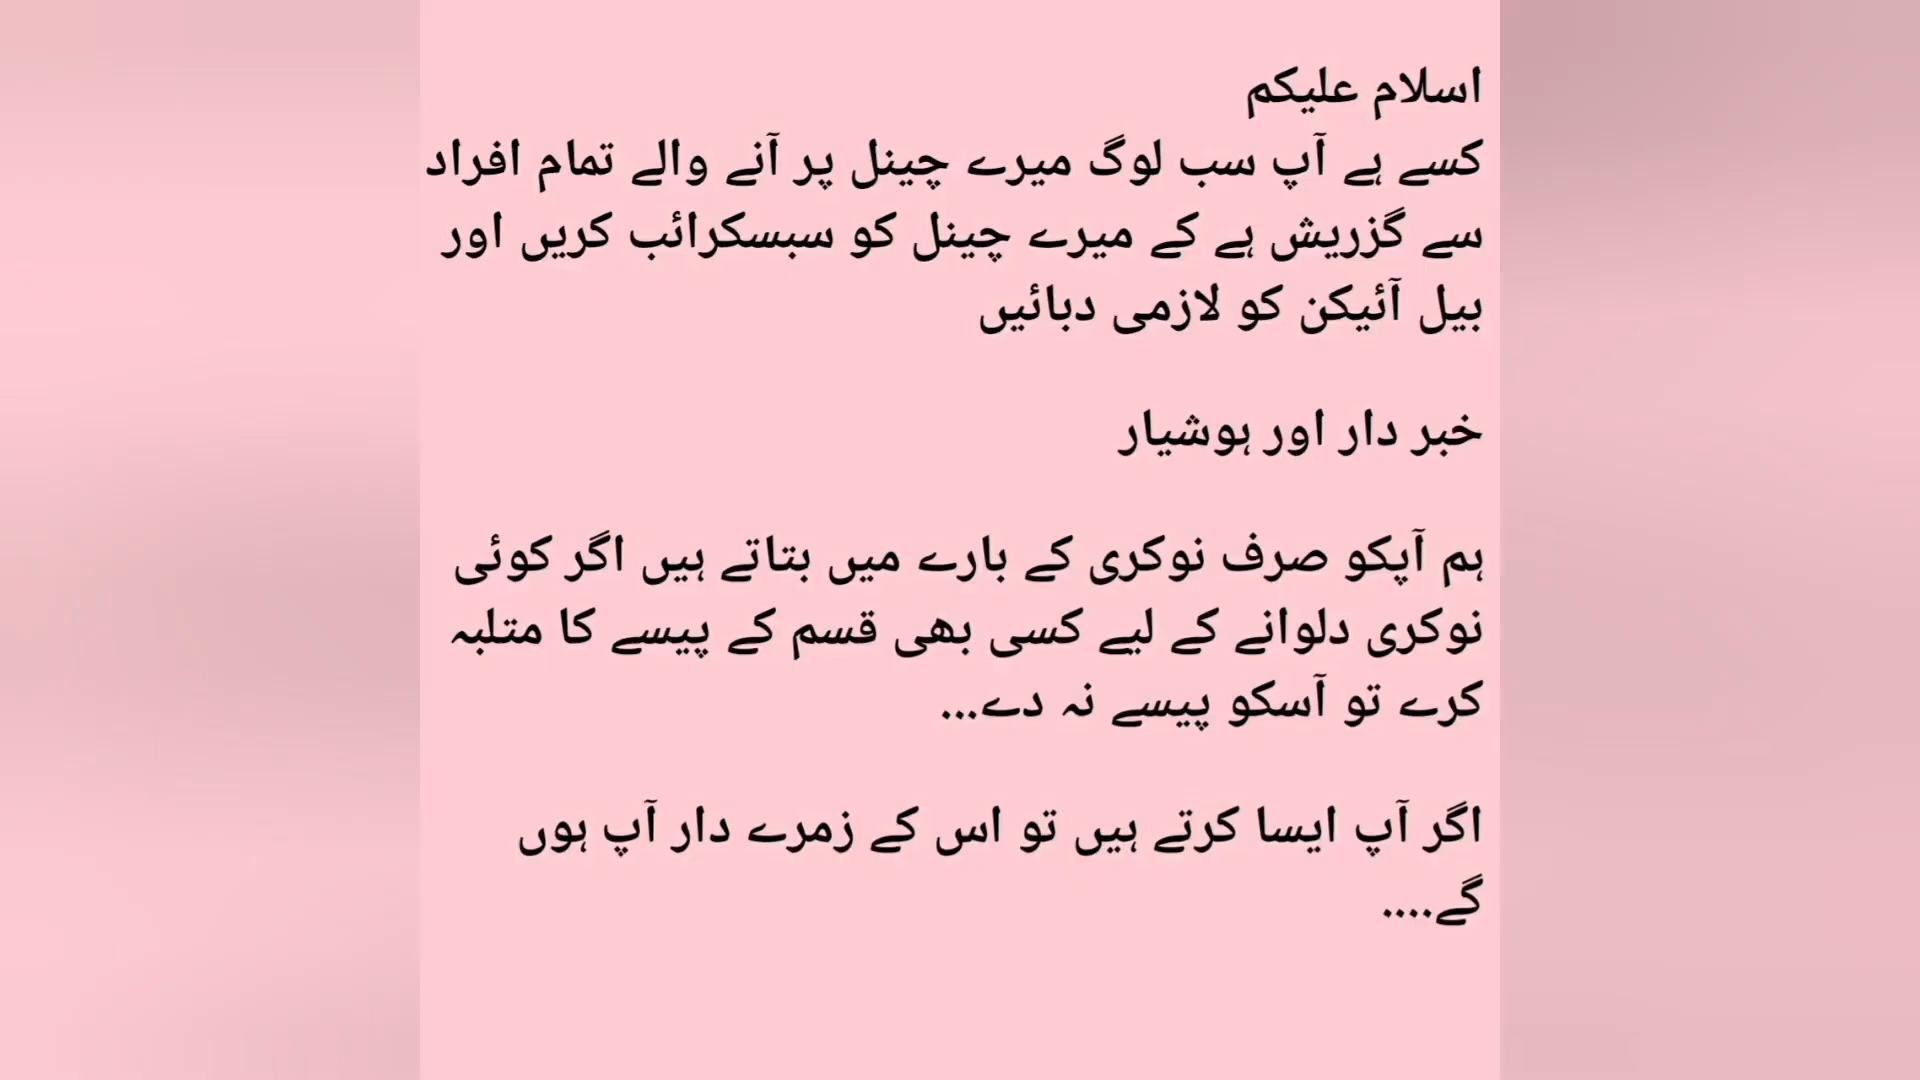 اسلام علیکم
کسے ہے آپ سب لوگ میرے چینل پر آنے والے تمام افراد
سے گزریش ہے کے میرے چینل کو سبسکرائب کریں اور
بیل آئیکن کو لازمی دبائیں
خبر دار اور ہوشیار
ہم آپکو صرف نوکری کے بارے میں بتاتے ہیں اگر کوئی
نوکری دلوانے کے لیے کسی بھی قسم کے پیسے کا متلبہ
کرے تو آسکو پیسے نہ دے...
اگر آپ ایسا کرتے ہیں تو اس کے زمرے دار آپ ہوں
گے....